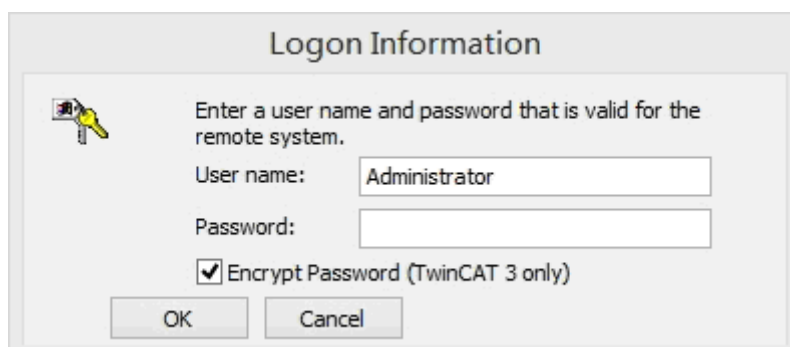 Logon Information
Enter a user name and password that is valid for the
remote system.
User name: Administrator
Password:
Encrypt Password (TwinCAT 3 only)
OK Cancel